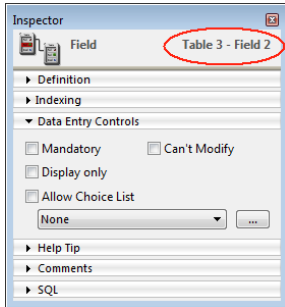 Inspector
Field Table 3 - Field 2
Definition
Indexing
Data Entry Controls
Mandatory Can't Modify
Display only
Allow Choice List
None ...
Help Tip
Comments
SQL